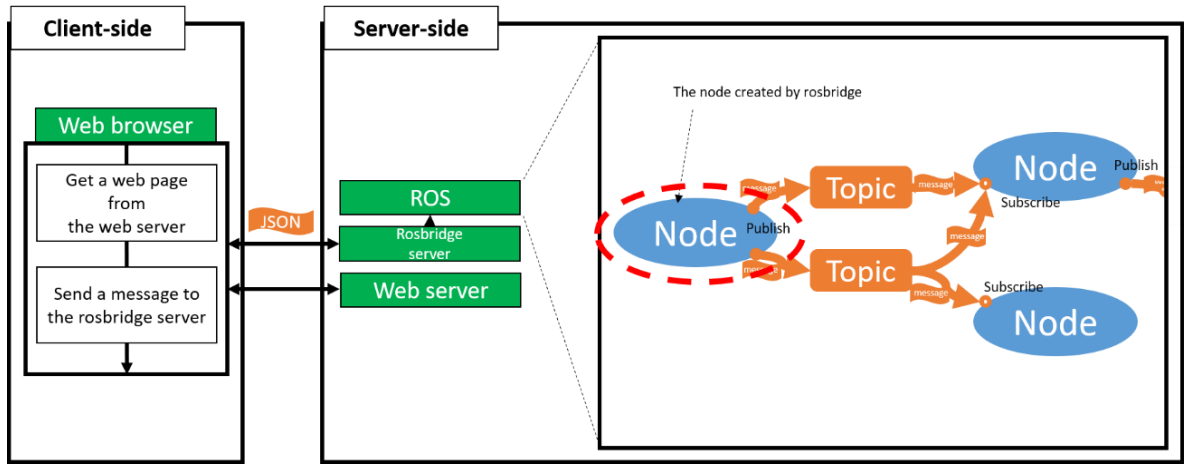 Client-side
Server-side
Web browser
Get a web page
from
the web server
Send a message to
the rosbridge server
JSON
ROS
Rosbridge
server
Web server
The node created by rosbridge
Node
Publish
message
Topic
message
message
Topic
message
message
Node
Subscribe
Publish
Subscribe
Node